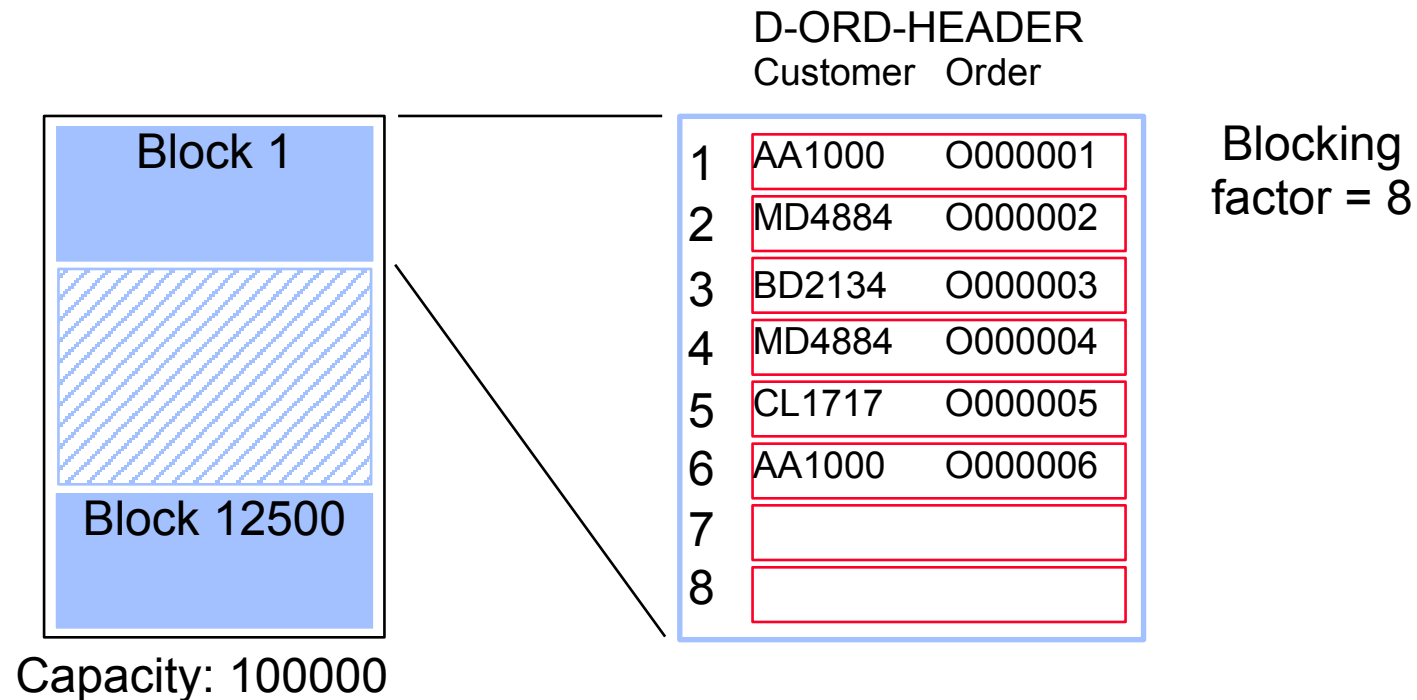 D-ORD-HEADER
Customer Order
Block 1
Block 12500
Capacity: 100000
1 AA1000 O000001
2 MD4884 O000002
3 BD2134 O000003
4 MD4884 O000004
5 CL1717 O000005
6 AA1000 O000006
7
8
Blocking
factor = 8